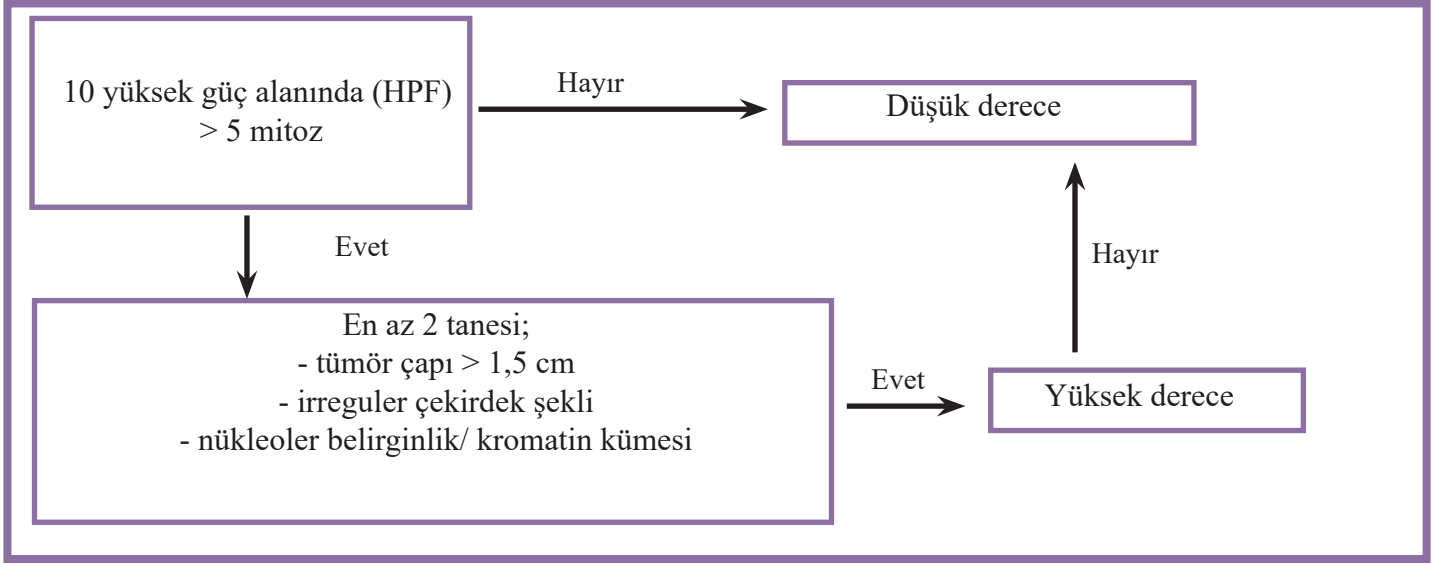 10 yüksek güç alanında (HPF)
> 5 mitoz
Hayır
Düşük derece
Evet
Hayır
En az 2 tanesi;
- tümör çapı > 1,5 cm
- irreguler çekirdek şekli
- nükleoler belirginlik/ kromatin kümesi
Evet
Yüksek derece